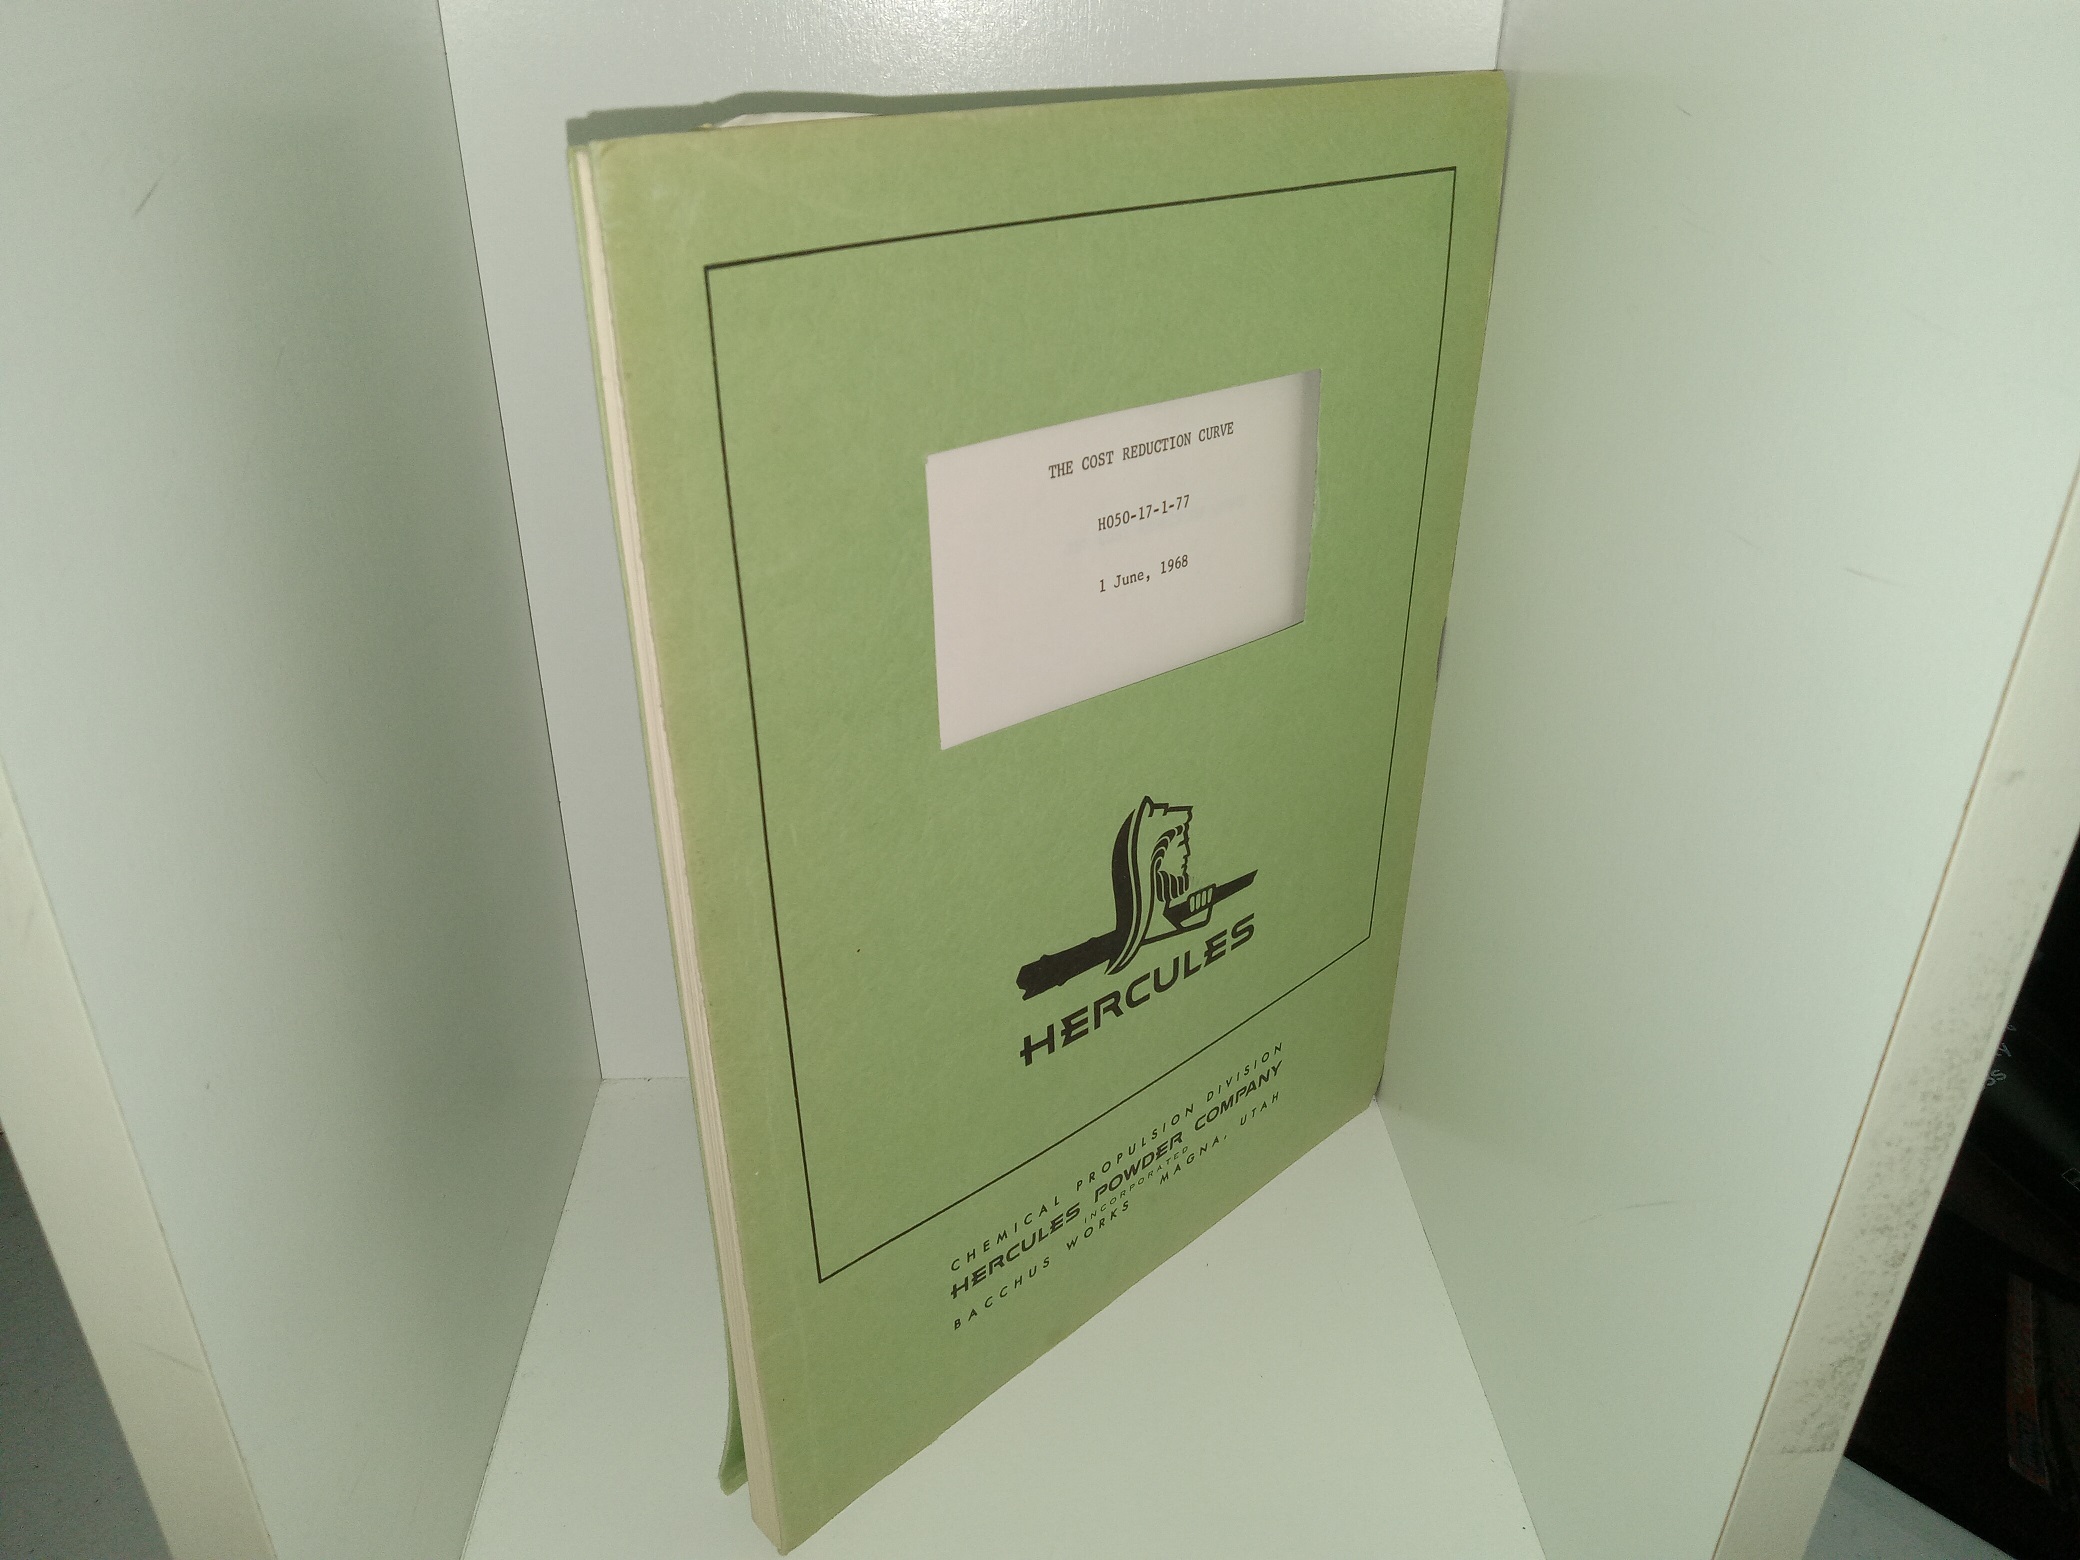 THE COST REDUCTION CURVE
H050-17-1-77
1 June, 1968
HERCULES
CHEMICAL PROPULSION DIVISION
HERCULES POWDER COMPANY
INCORPORATED
BACCHUS WORKS MAGNA, UTAH